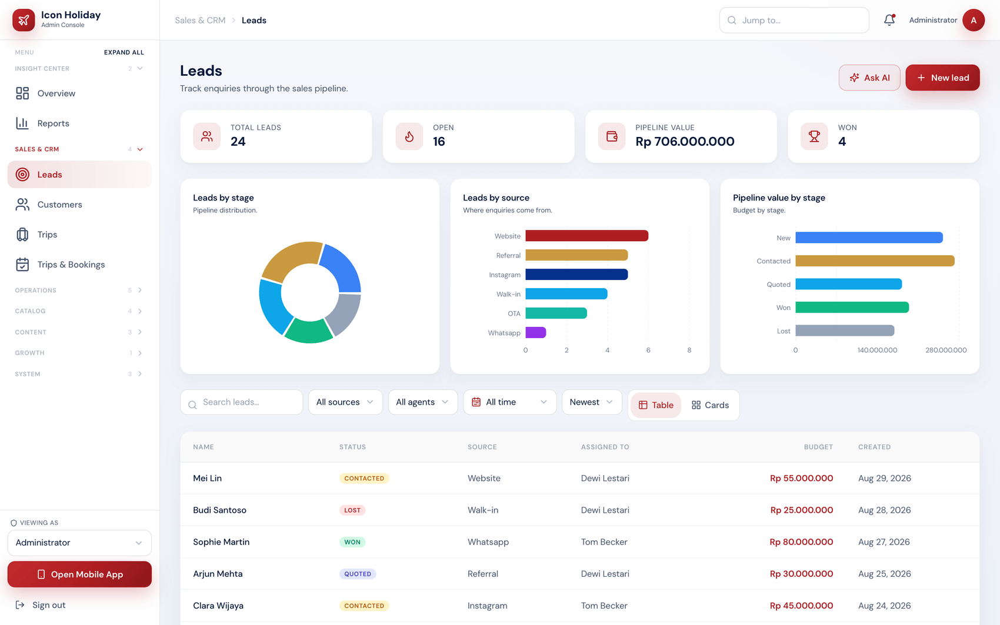 Icon Holiday
Admin Console
MENU
EXPAND ALL
INSIGHT CENTER 2
Overview
Reports
SALES & CRM 4
Leads
Customers
Trips
Trips & Bookings
OPERATIONS 5
CATALOG 4
CONTENT 3
GROWTH 1
SYSTEM 3
VIEWING AS
Administrator
Open Mobile App
Sign out
Sales & CRM > Leads
Jump to...
Administrator
A
Leads
Track enquiries through the sales pipeline.
Ask AI
+ New lead
TOTAL LEADS
24
OPEN
16
PIPELINE VALUE
Rp 706.000.000
WON
4
Leads by stage
Pipeline distribution.
Leads by source
Where enquiries come from.
Website
Referral
Instagram
Walk-in
OTA
Whatsapp
0 2 4 6 8
Pipeline value by stage
Budget by stage.
New
Contacted
Quoted
Won
Lost
0 140.000.000 280.000.000
Search leads...
All sources
All agents
All time
Newest
Table
Cards
NAME STATUS SOURCE ASSIGNED TO BUDGET CREATED
Mei Lin CONTACTED Website Dewi Lestari Rp 55.000.000 Aug 29, 2026
Budi Santoso LOST Walk-in Dewi Lestari Rp 25.000.000 Aug 28, 2026
Sophie Martin WON Whatsapp Tom Becker Rp 80.000.000 Aug 27, 2026
Arjun Mehta QUOTED Referral Dewi Lestari Rp 30.000.000 Aug 25, 2026
Clara Wijaya CONTACTED Instagram Tom Becker Rp 45.000.000 Aug 24, 2026